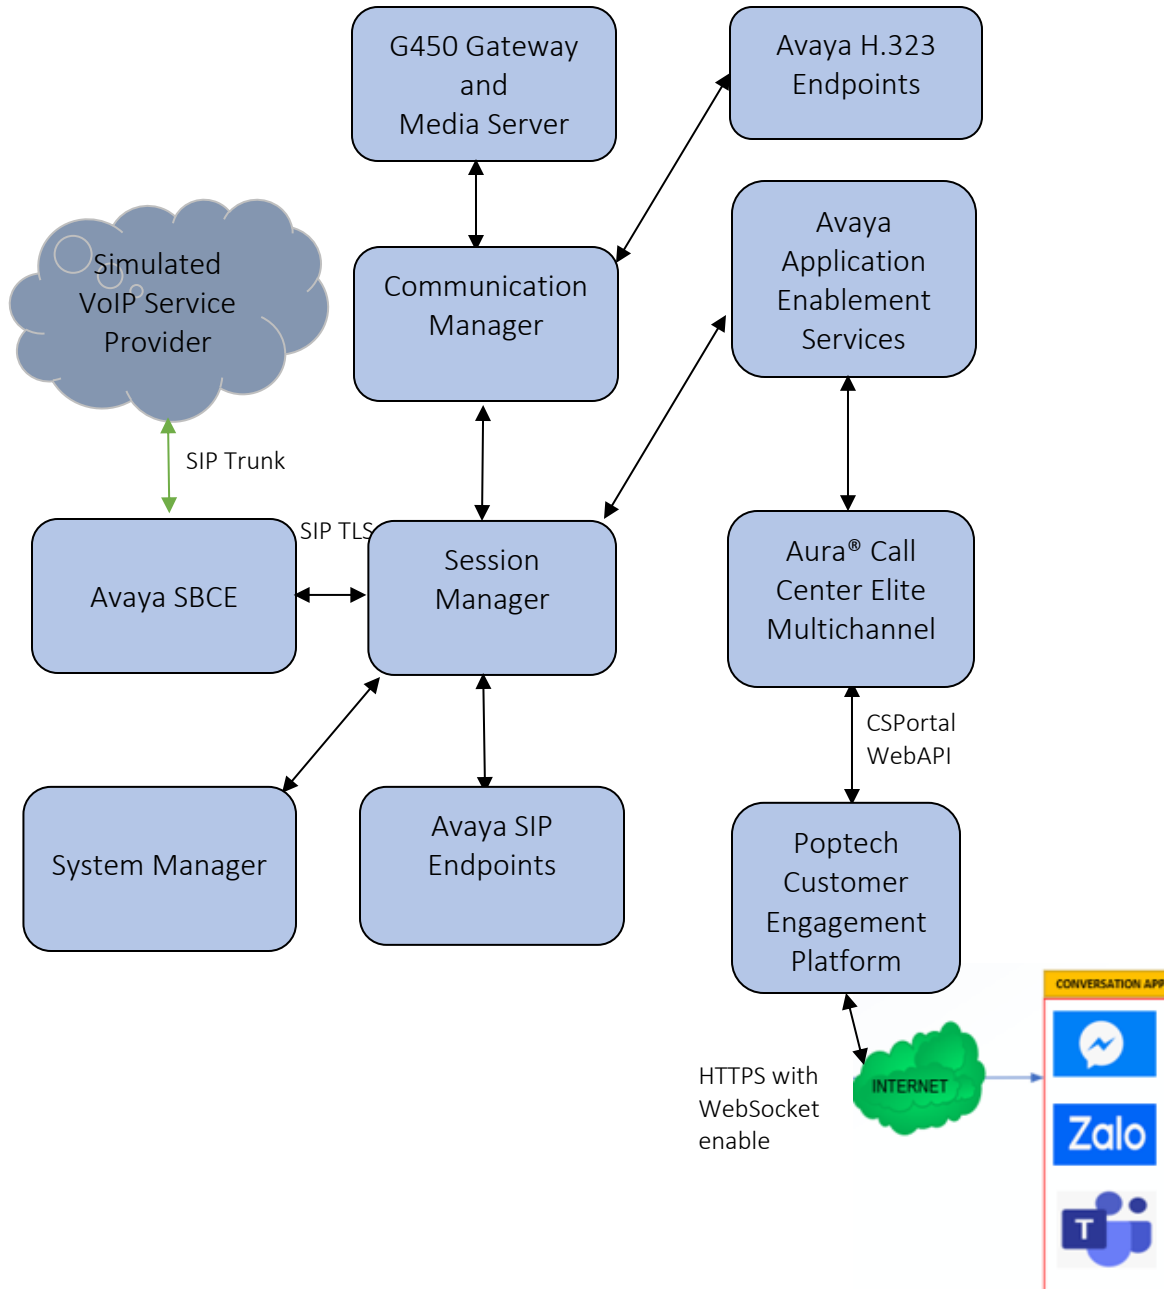 G450 Gateway
and
Media Server
Avaya H.323
Endpoints
Simulated
VoIP Service
Provider
Communication
Manager
Avaya
Application
Enablement
Services
SIP Trunk
SIP TLS
Avaya SBCE
Session
Manager
Aura® Call
Center Elite
Multichannel
CSPortal
WebAPI
System Manager
Avaya SIP
Endpoints
Poptech
Customer
Engagement
Platform
CONVERSATION APP
HTTPS with
WebSocket
enable
INTERNET
Zalo
T